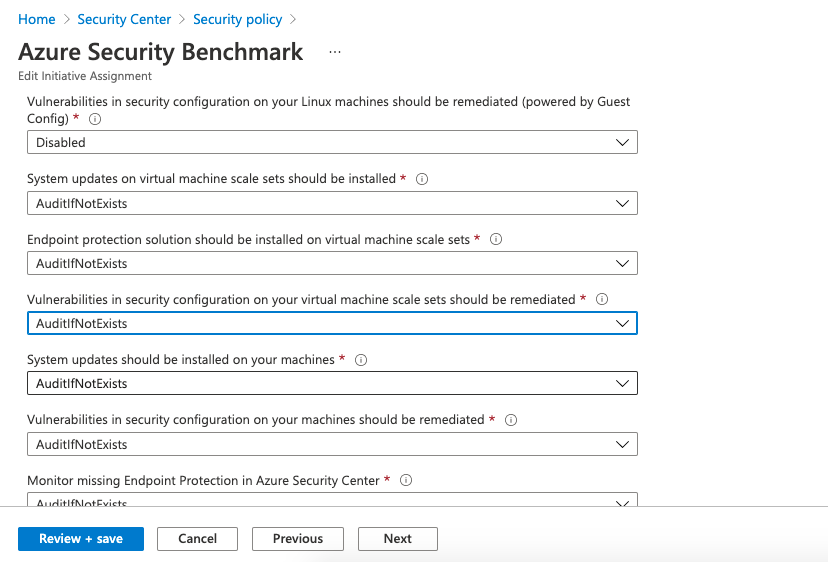 Home > Security Center > Security policy >
Azure Security Benchmark ...
Edit Initiative Assignment
Vulnerabilities in security configuration on your Linux machines should be remediated (powered by Guest
Config) *
Disabled
System updates on virtual machine scale sets should be installed *
AuditIfNotExists
Endpoint protection solution should be installed on virtual machine scale sets *
AuditIfNotExists
Vulnerabilities in security configuration on your virtual machine scale sets should be remediated *
AuditIfNotExists
System updates should be installed on your machines *
AuditIfNotExists
Vulnerabilities in security configuration on your machines should be remediated *
AuditIfNotExists
Monitor missing Endpoint Protection in Azure Security Center *
AuditIfNotExists
Review + save Cancel Previous Next